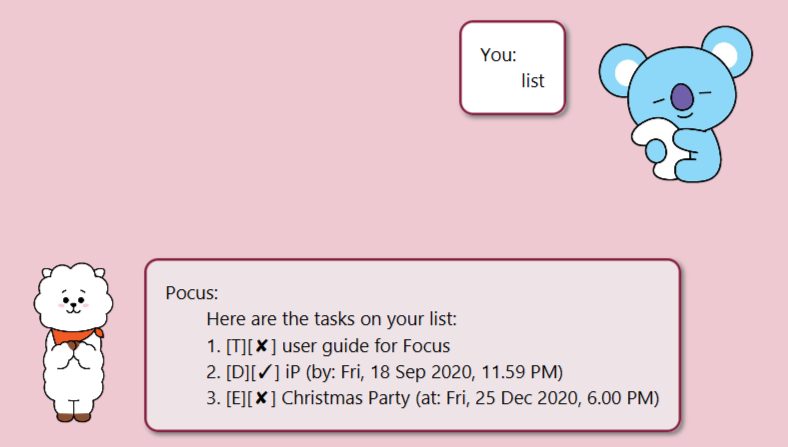 You:
list
Pocus:
Here are the tasks on your list:
1. [T][✘] user guide for Focus
2. [D][✓] iP (by: Fri, 18 Sep 2020, 11.59 PM)
3. [E][✘] Christmas Party (at: Fri, 25 Dec 2020, 6.00 PM)